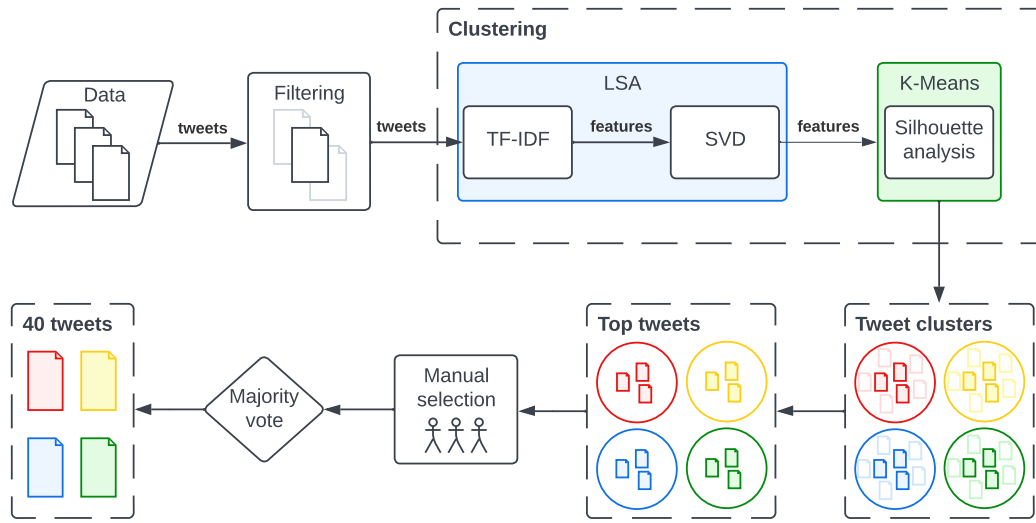 Clustering
Data
tweets
Filtering
tweets
LSA
TF-IDF
features
SVD
features
K-Means
Silhouette
analysis
40 tweets
Majority
vote
Manual
selection
Top tweets
Tweet clusters